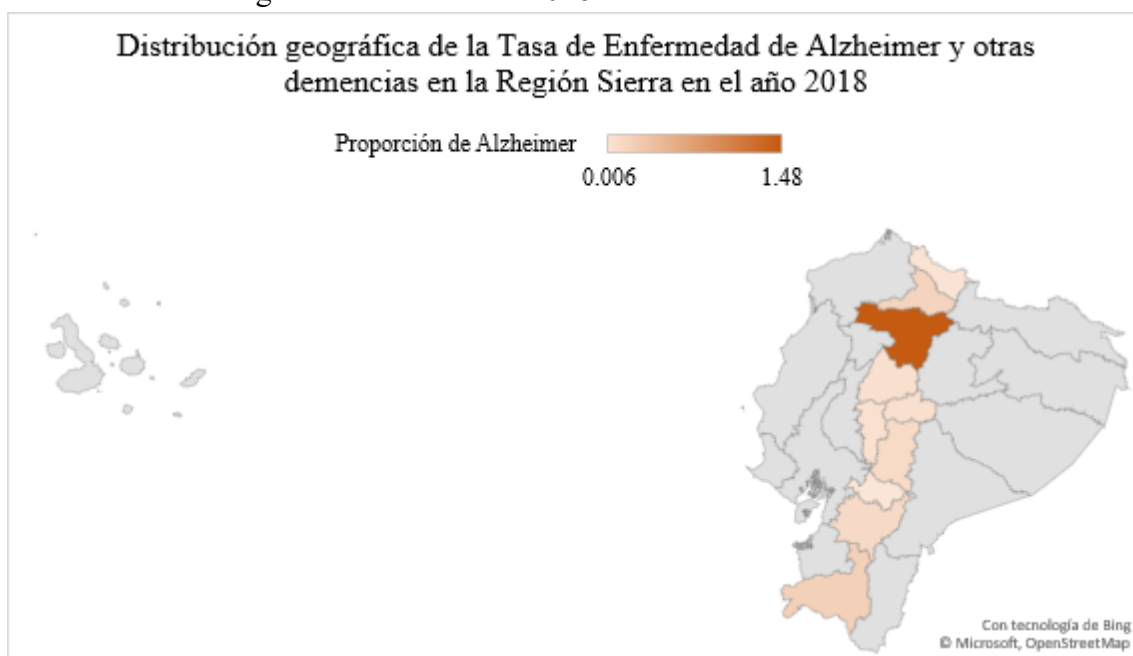 Distribución geográfica de la Tasa de Enfermedad de Alzheimer y otras
demencias en la Región Sierra en el año 2018
Proporción de Alzheimer
0.006 1.48
Con tecnología de Bing
© Microsoft, OpenStreetMap